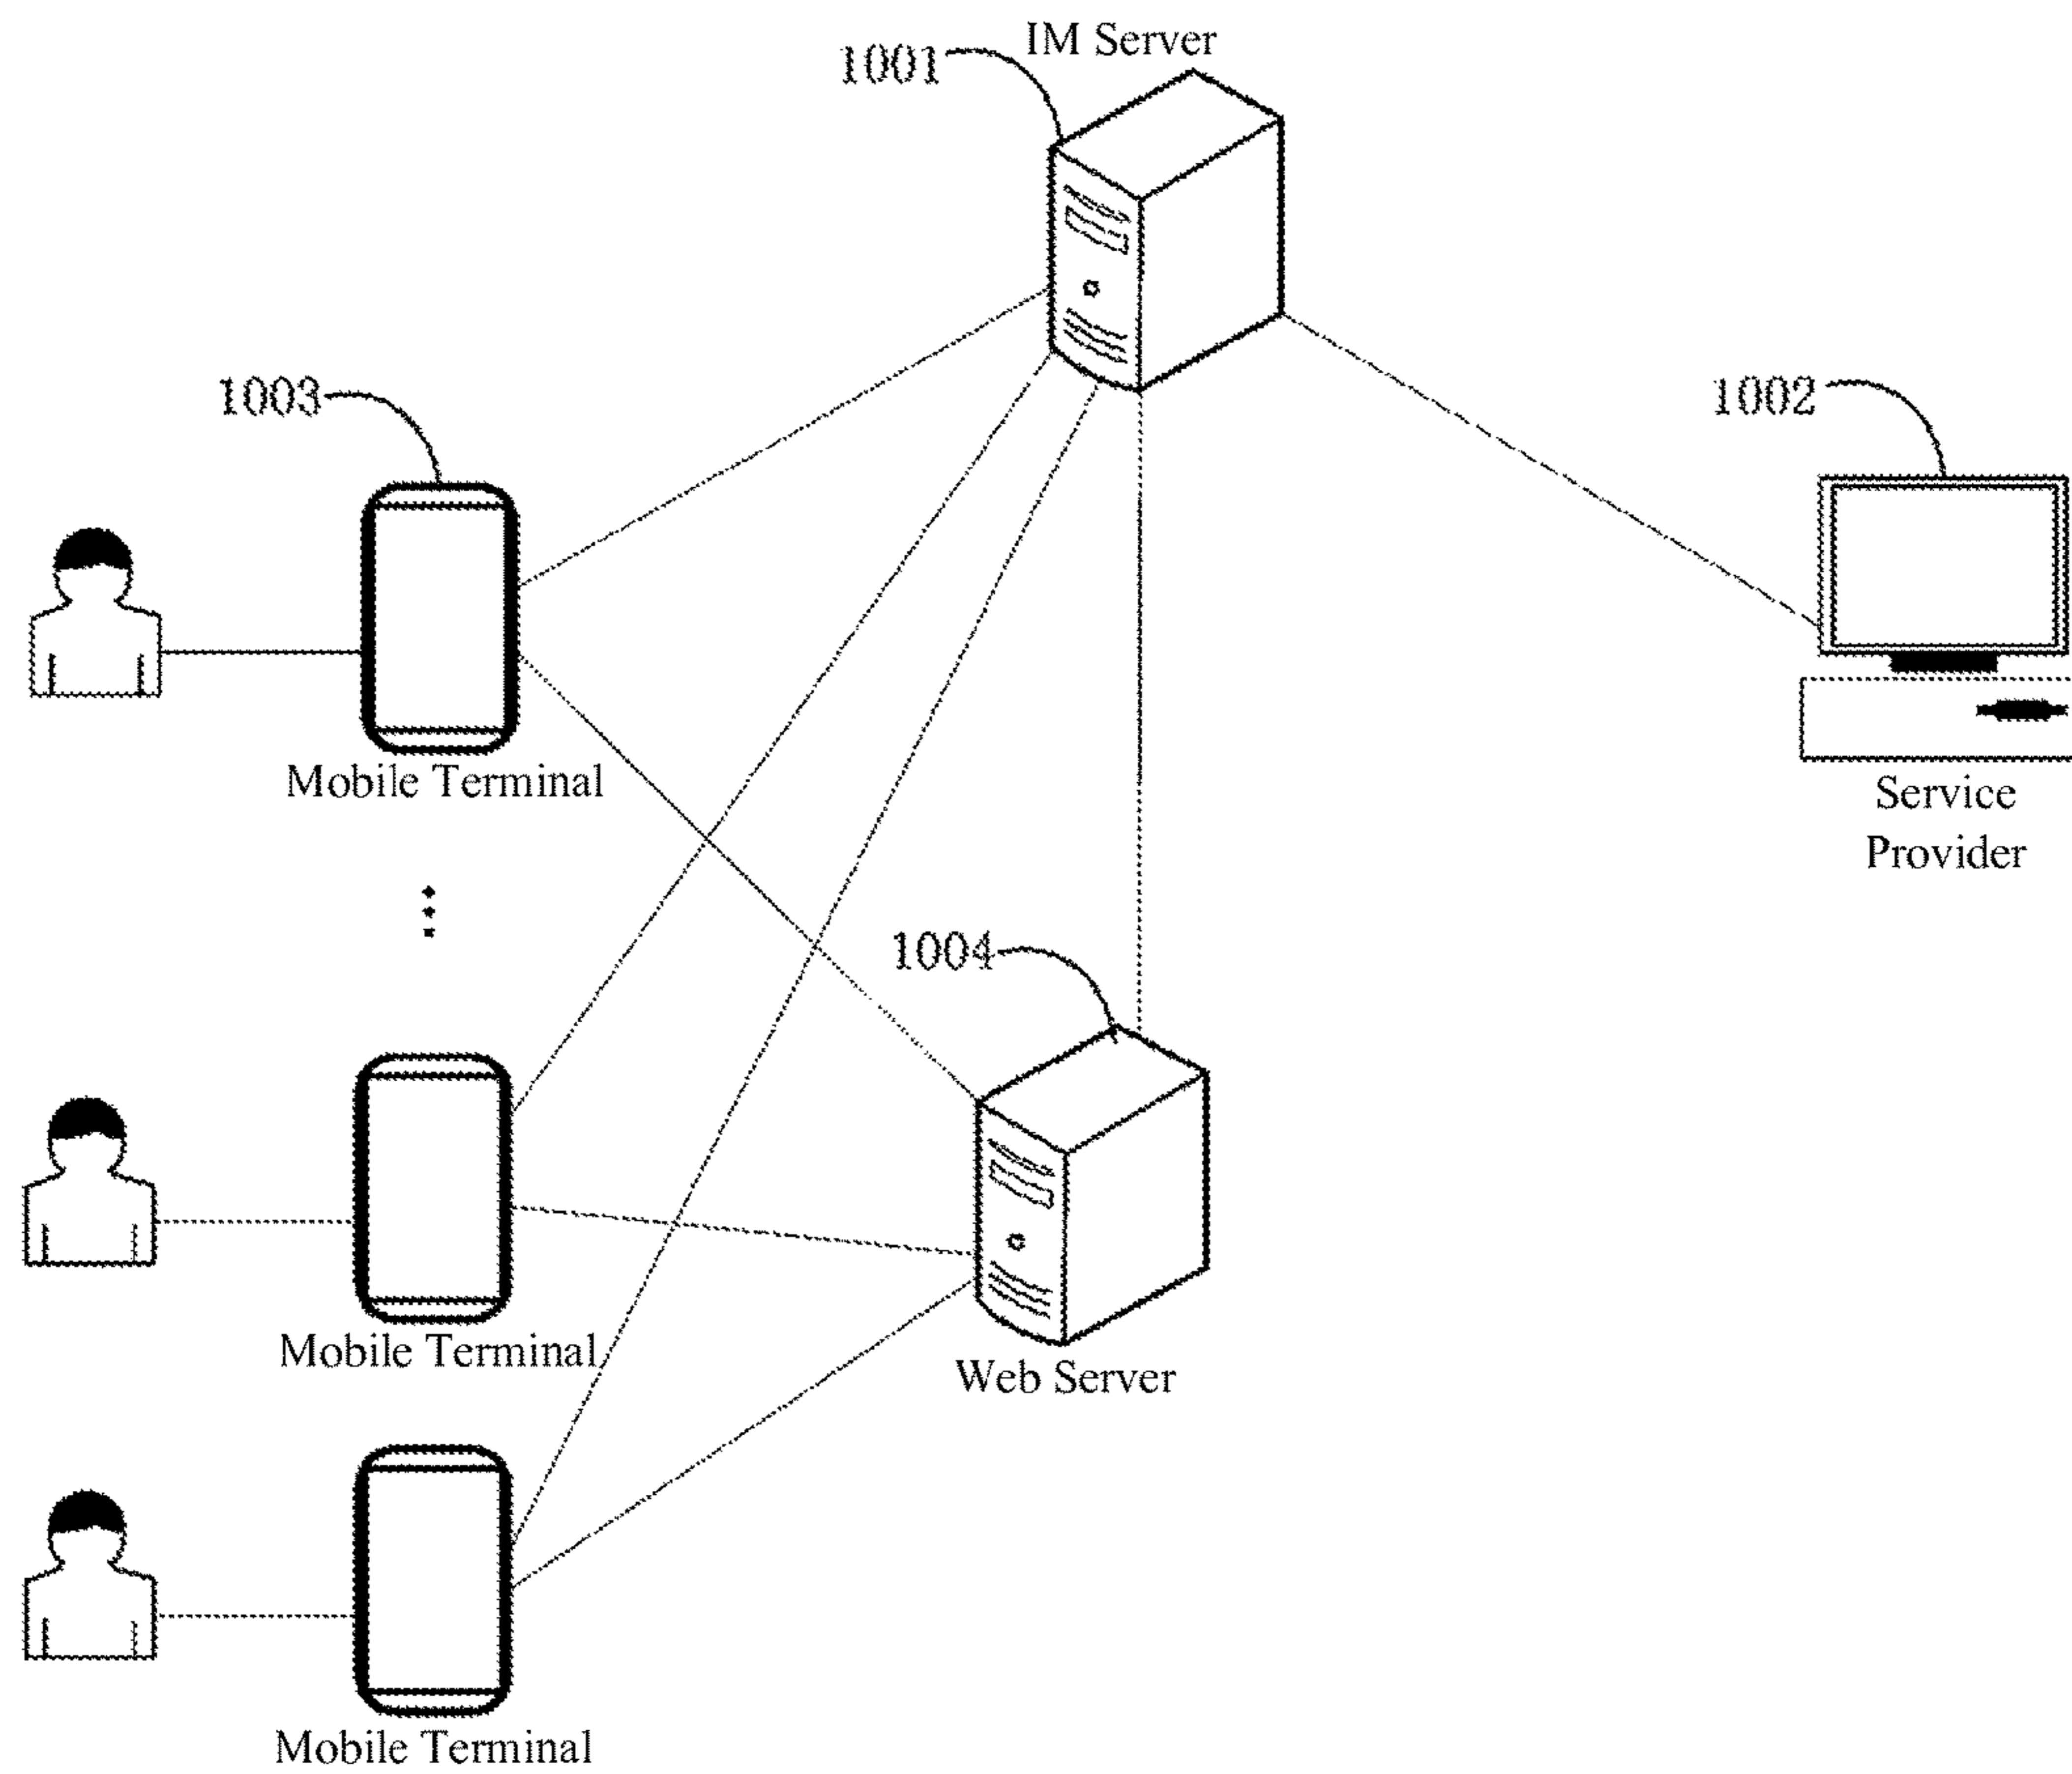 IM Server
1001
1003
1002
Mobile Terminal
Service
Provider
1004
Mobile Terminal
Web Server
Mobile Terminal